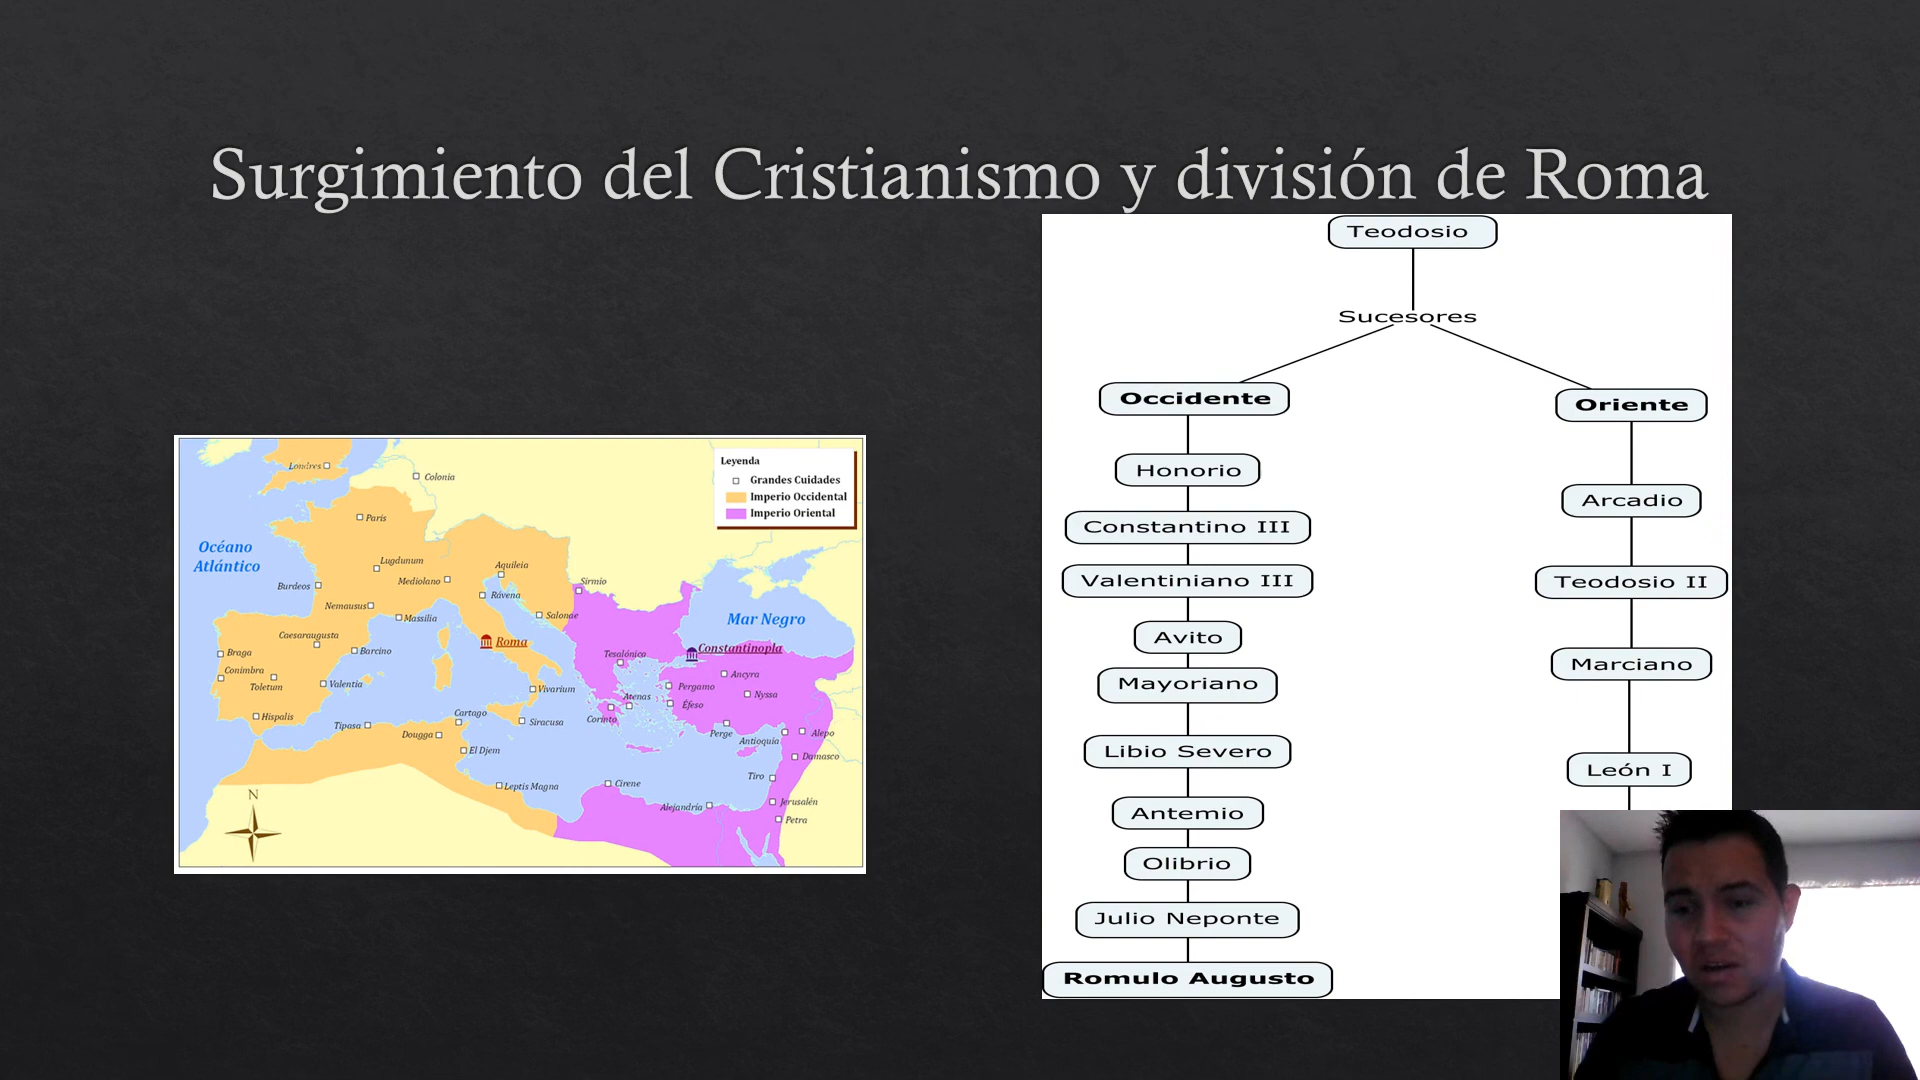 Surgimiento del Cristianismo y división de Roma
Leyenda
Grandes Cuidades
Imperio Occidental
Imperio Oriental
Océano
Atlántico
Mar Negro
Londres
Colonia
París
Lugdunum
Burdeos
Mediolano
Aquileia
Rávena
Sirmio
Nemausus
Massilia
Salonae
Roma
Caesaraugusta
Braga
Barcino
Conimbra
Toletum
Valentia
Hispalis
Tipasa
Cartago
Dougga
El Djem
Vivarium
Siracusa
Leptis Magna
Tesalónica
Constantinopla
Ancyra
Pergamo
Nyssa
Atenas
Éfeso
Corinto
Perge
Antioquia
Alepo
Damasco
Tiro
Cirene
Alejandría
Jerusalén
Petra
N
Teodosio
Sucesores
Occidente
Honorio
Constantino III
Valentiniano III
Avito
Mayoriano
Libio Severo
Antemio
Olibrio
Julio Neponte
Romulo Augusto
Oriente
Arcadio
Teodosio II
Marciano
León I